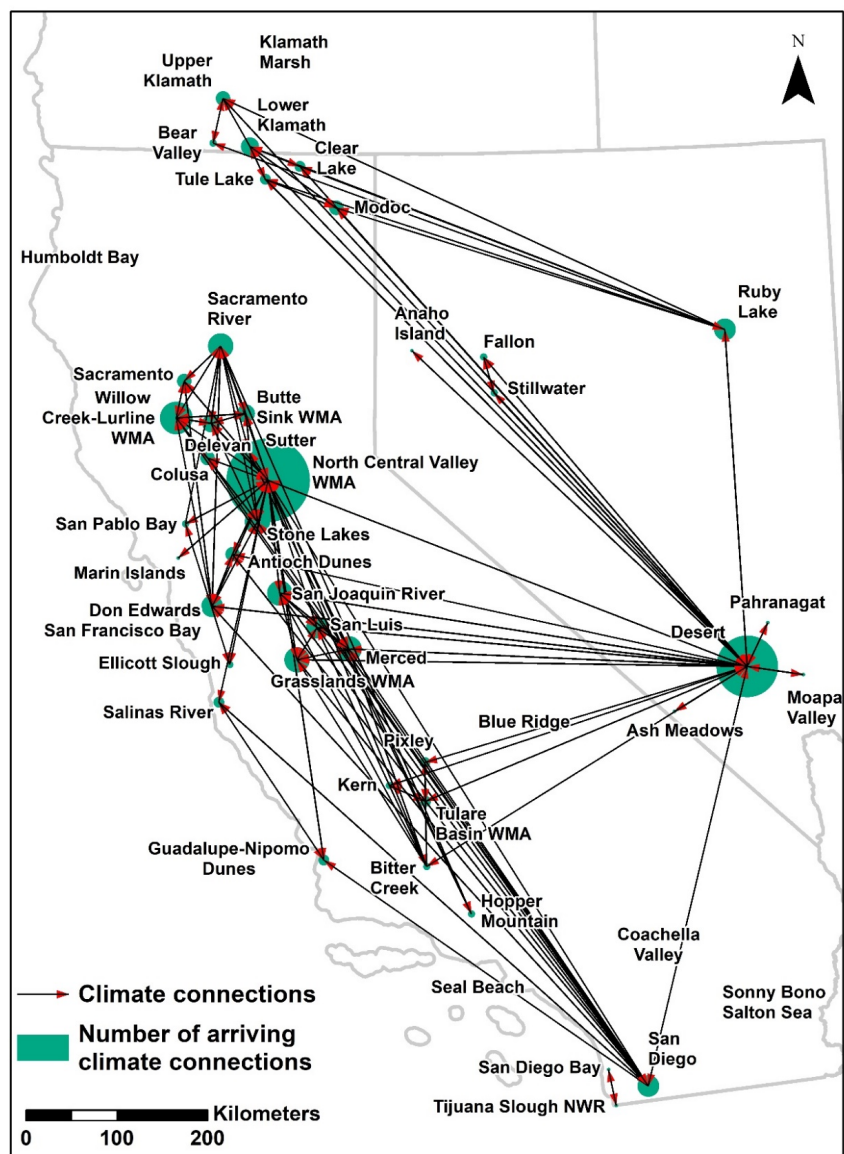 Upper
Klamath
Klamath
Marsh
N
Lower
Klamath
Bear
Valley
Clear
Lake
Tule Lake
Modoc
Humboldt Bay
Ruby
Lake
Sacramento
River
Anaho
Island
Fallon
Stillwater
Sacramento
Willow
Creek-Lurline
WMA
Butte
Sink WMA
Delevan
Sutter
Colusa
North Central Valley
WMA
San Pablo Bay
Stone Lakes
Marin Islands
Antioch Dunes
San Joaquin River
Don Edwards
San Francisco Bay
San Luis
Pahranagat
Desert
Ellicott Slough
Merced
Grasslands WMA
Moapa
Valley
Salinas River
Blue Ridge
Ash Meadows
Pixley
Kern
Tulare
Basin WMA
Guadalupe-Nipomo
Dunes
Bitter
Creek
Hopper
Mountain
Coachella
Valley
Seal Beach
Sonny Bono
Salton Sea
Climate connections
Number of arriving
climate connections
San
Diego
San Diego Bay
Tijuana Slough NWR
Kilometers
0 100 200